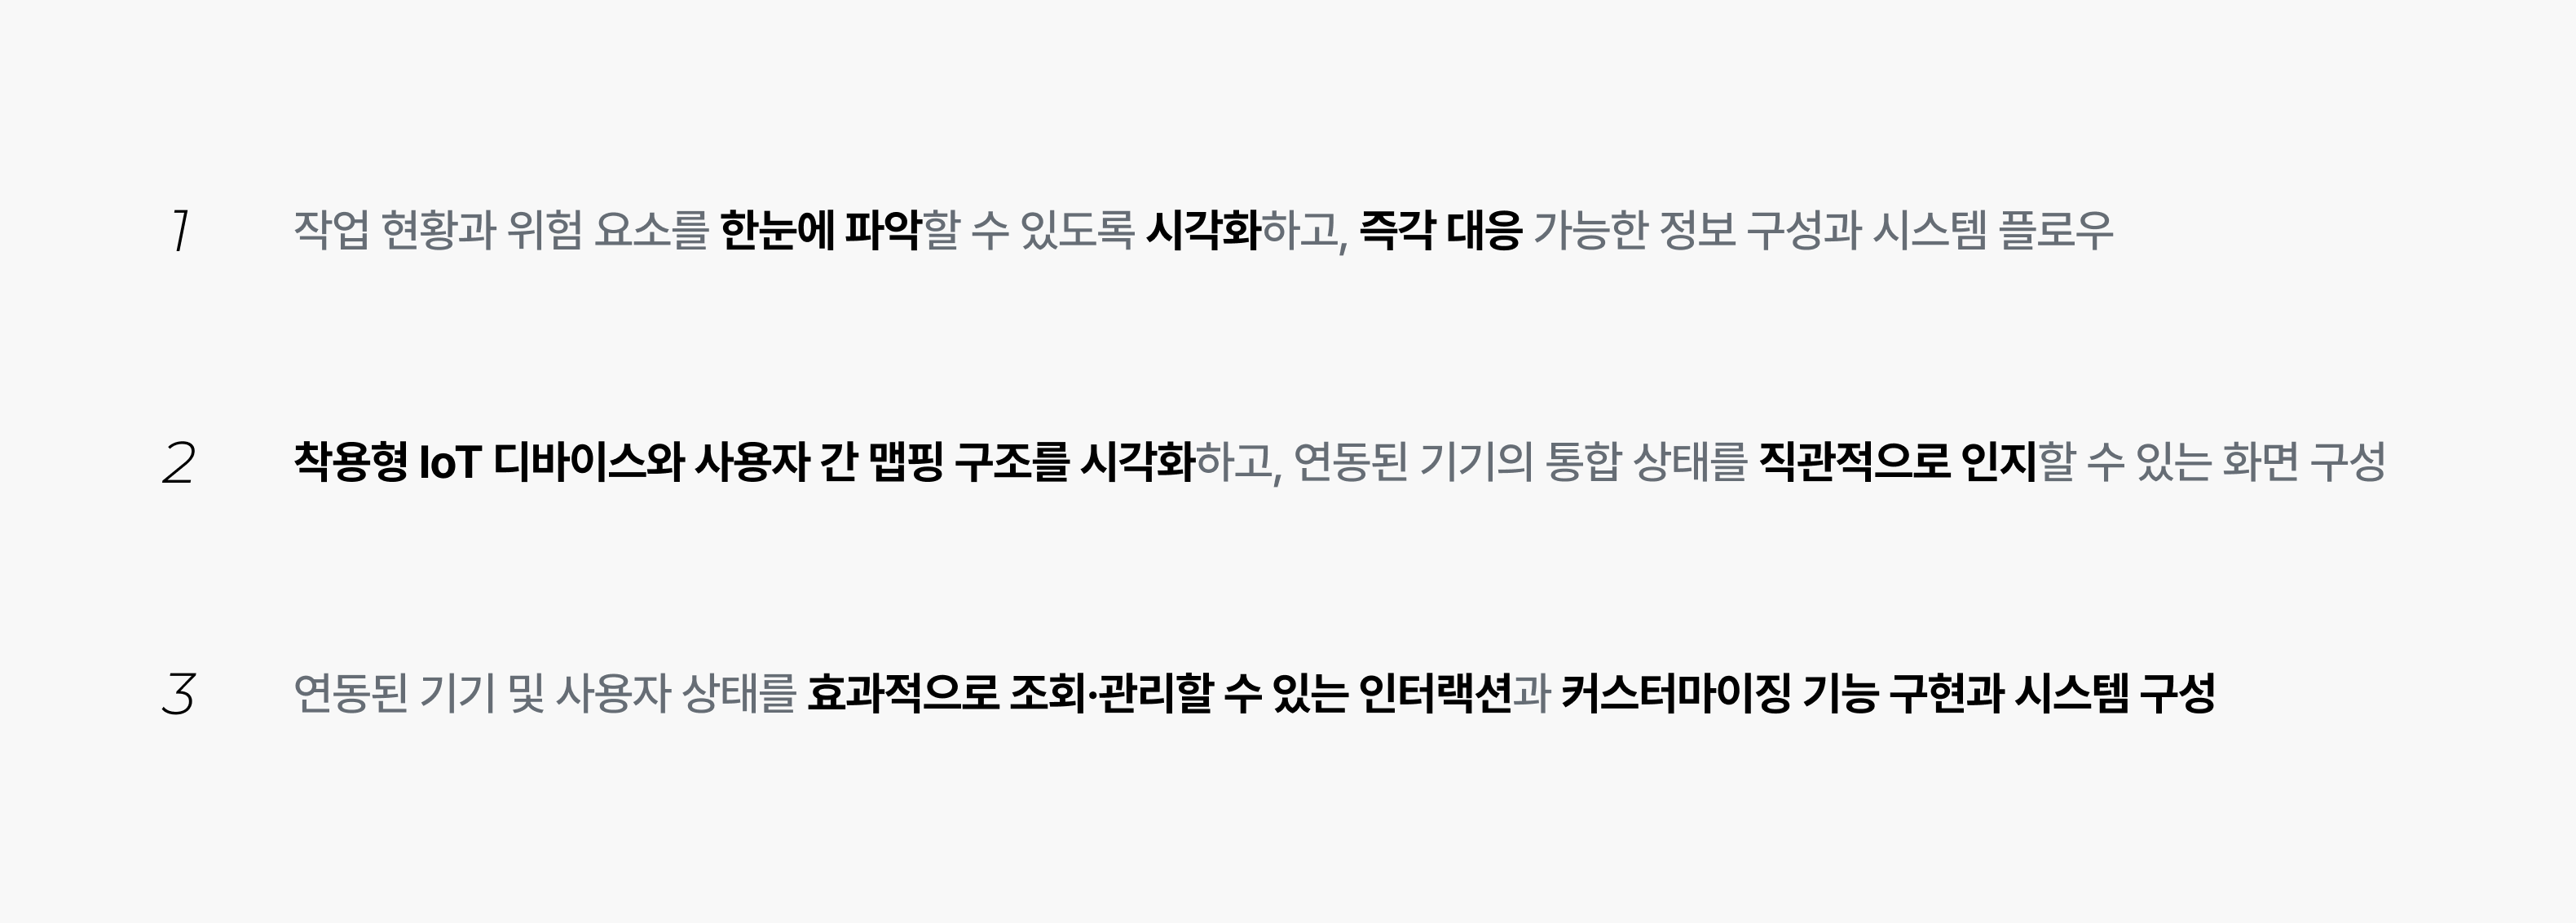 1 작업 현황과 위험 요소를 한눈에 파악할 수 있도록 시각화하고, 즉각 대응 가능한 정보 구성과 시스템 플로우
2 착용형 IoT 디바이스와 사용자 간 맵핑 구조를 시각화하고, 연동된 기기의 통합 상태를 직관적으로 인지할 수 있는 화면 구성
3 연동된 기기 및 사용자 상태를 효과적으로 조회·관리할 수 있는 인터랙션과 커스터마이징 기능 구현과 시스템 구성